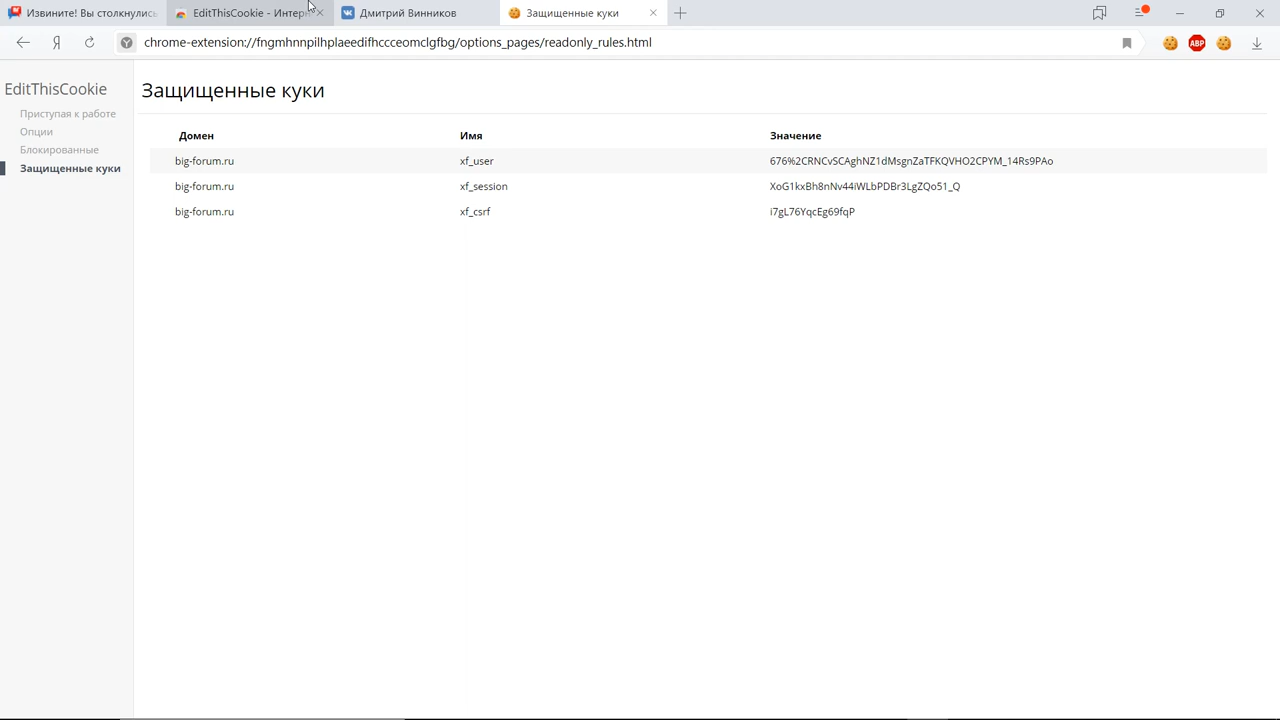 Извините! Вы столкнулись
EditThisCookie - Интерн
Дмитрий Винников
Защищенные куки
chrome-extension://fngmhnnpilhplaeedifhccceomclgfbg/options_pages/readonly_rules.html
ABP
EditThisCookie
Приступая к работе
Опции
Блокированные
Защищенные куки
Защищенные куки
Домен Имя Значение
big-forum.ru xf_user 676%2CRNCvSCAghNZ1dMsgnZaTFKQVHO2CPYM_14Rs9PAo
big-forum.ru xf_session XoG1kxBh8nNv44iWLbPDBr3LgZQo51_Q
big-forum.ru xf_csrf i7gL76YqcEg69fqP